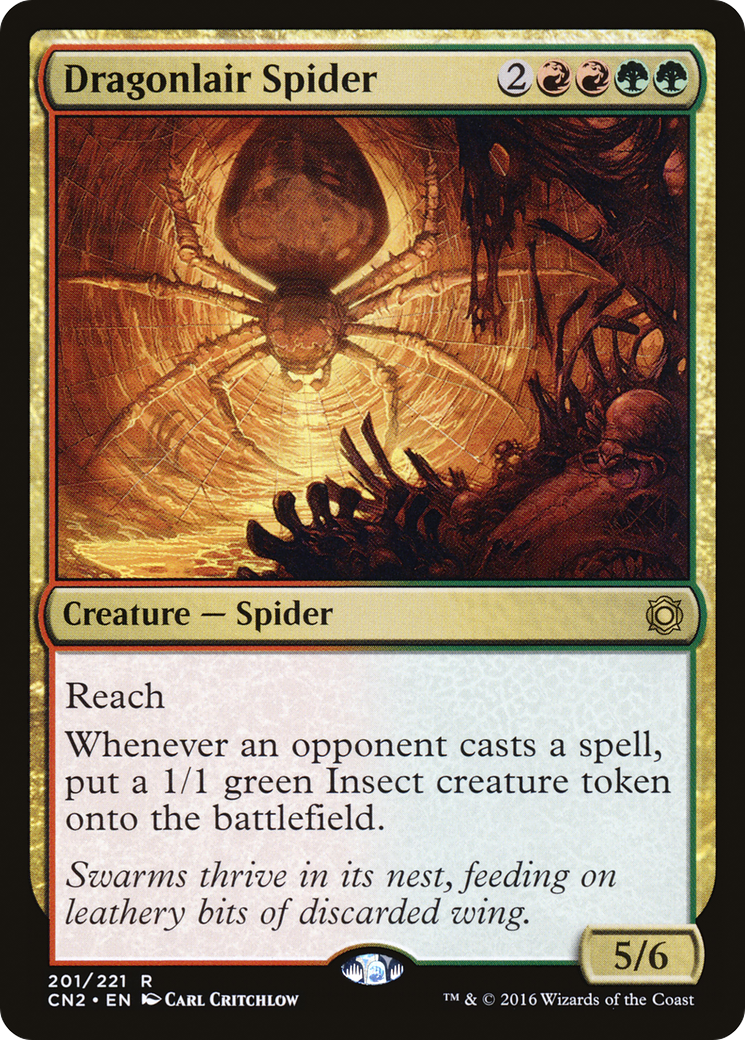 Dragonlair Spider 2
Creature — Spider
Reach
Whenever an opponent casts a spell,
put a 1/1 green Insect creature token
onto the battlefield.
Swarms thrive in its nest, feeding on
leathery bits of discarded wing.
5/6
201/221 R
CN2 • EN Carl Critchlow
™ & © 2016 Wizards of the Coast